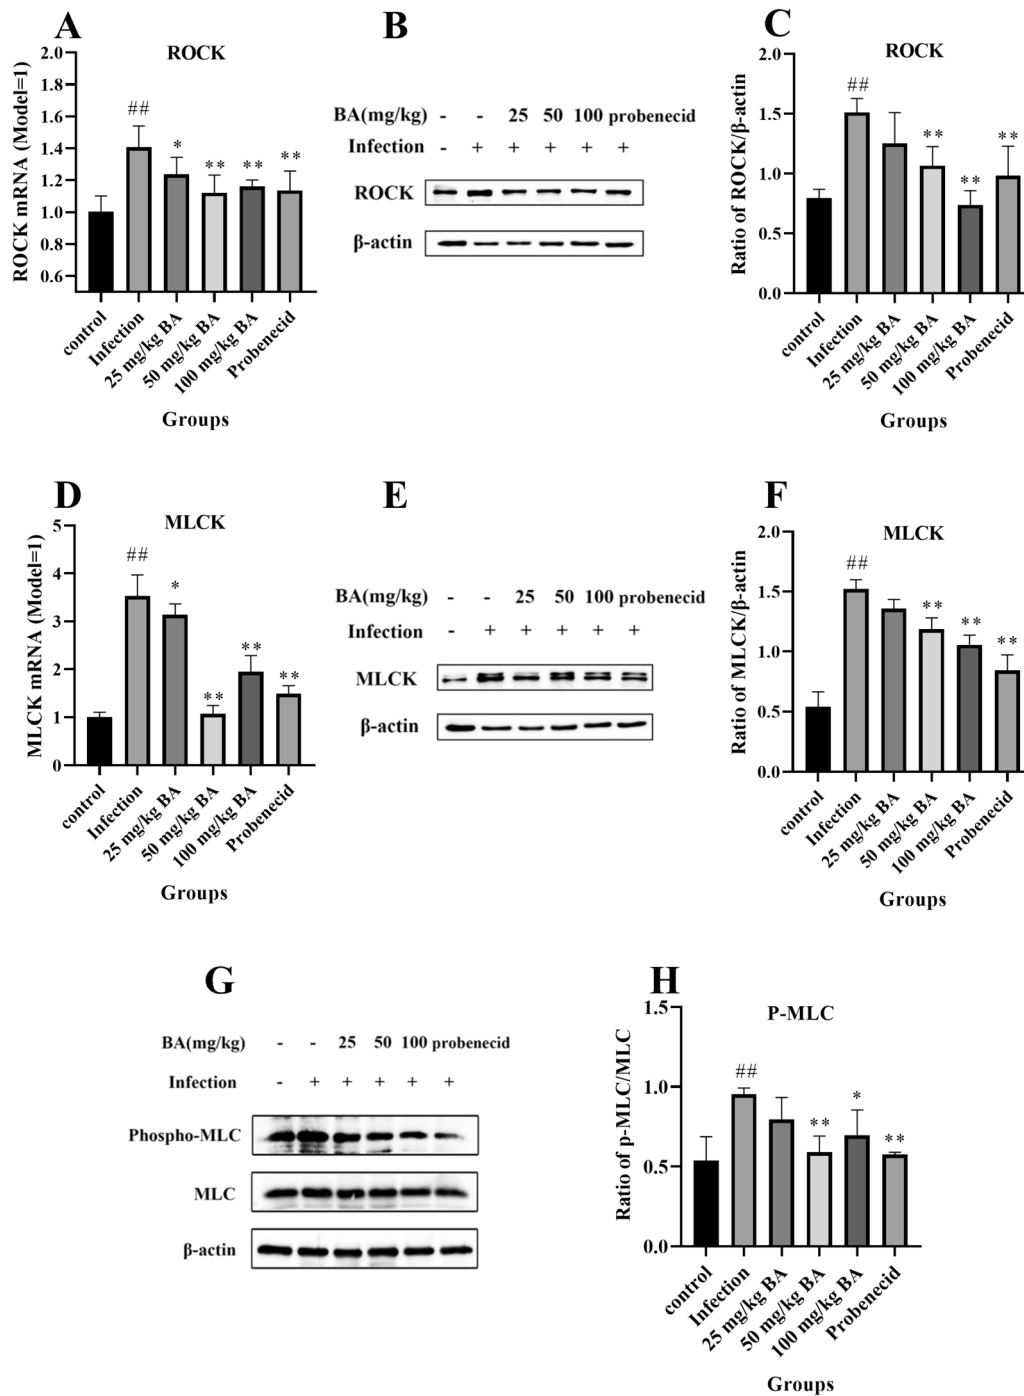 A
ROCK
ROCK mRNA (Model=1)
2.0
1.8
1.6
1.4
1.2
1.0
0.8
0.6
##
*
**
**
**
control
Infection
25 mg/kg BA
50 mg/kg BA
100 mg/kg BA
Probenecid
Groups
B
BA(mg/kg) - - 25 50 100 probenecid
Infection - + + + + +
ROCK
β-actin
C
ROCK
Ratio of ROCK/β-actin
2.0
1.5
1.0
0.5
0.0
##
**
**
**
control
Infection
25 mg/kg BA
50 mg/kg BA
100 mg/kg BA
Probenecid
Groups
D
MLCK
MLCK mRNA (Model=1)
5
4
3
2
1
0
##
*
**
**
**
control
Infection
25 mg/kg BA
50 mg/kg BA
100 mg/kg BA
Probenecid
Groups
E
BA(mg/kg) - - 25 50 100 probenecid
Infection - + + + + +
MLCK
β-actin
F
MLCK
Ratio of MLCK/β-actin
2.0
1.5
1.0
0.5
0.0
##
**
**
**
control
Infection
25 mg/kg BA
50 mg/kg BA
100 mg/kg BA
Probenecid
Groups
G
BA(mg/kg) - - 25 50 100 probenecid
Infection - + + + + +
Phospho-MLC
MLC
β-actin
H
P-MLC
Ratio of p-MLC/MLC
1.5
1.0
0.5
0.0
##
**
*
**
control
Infection
25 mg/kg BA
50 mg/kg BA
100 mg/kg BA
Probenecid
Groups